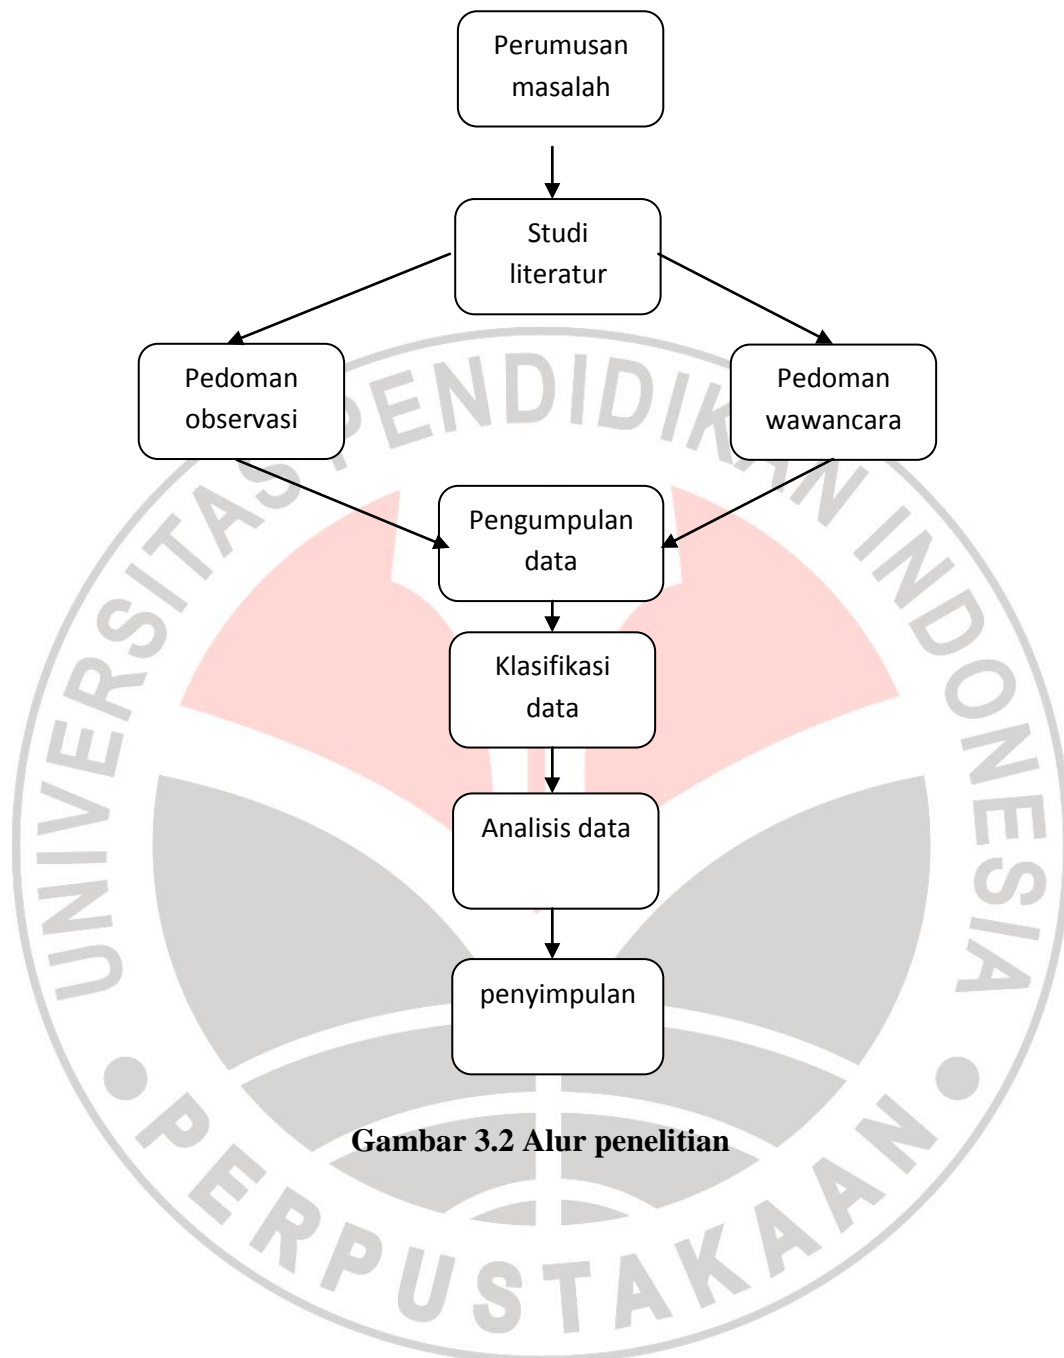 Perumusan
masalah
Studi
literatur
Pedoman
observasi
Pedoman
wawancara
Pengumpulan
data
Klasifikasi
data
Analisis data
penyimpulan
Gambar 3.2 Alur penelitian
UNIVERSITAS PENDIDIKAN INDONESIA
PERPUSTAKAAN